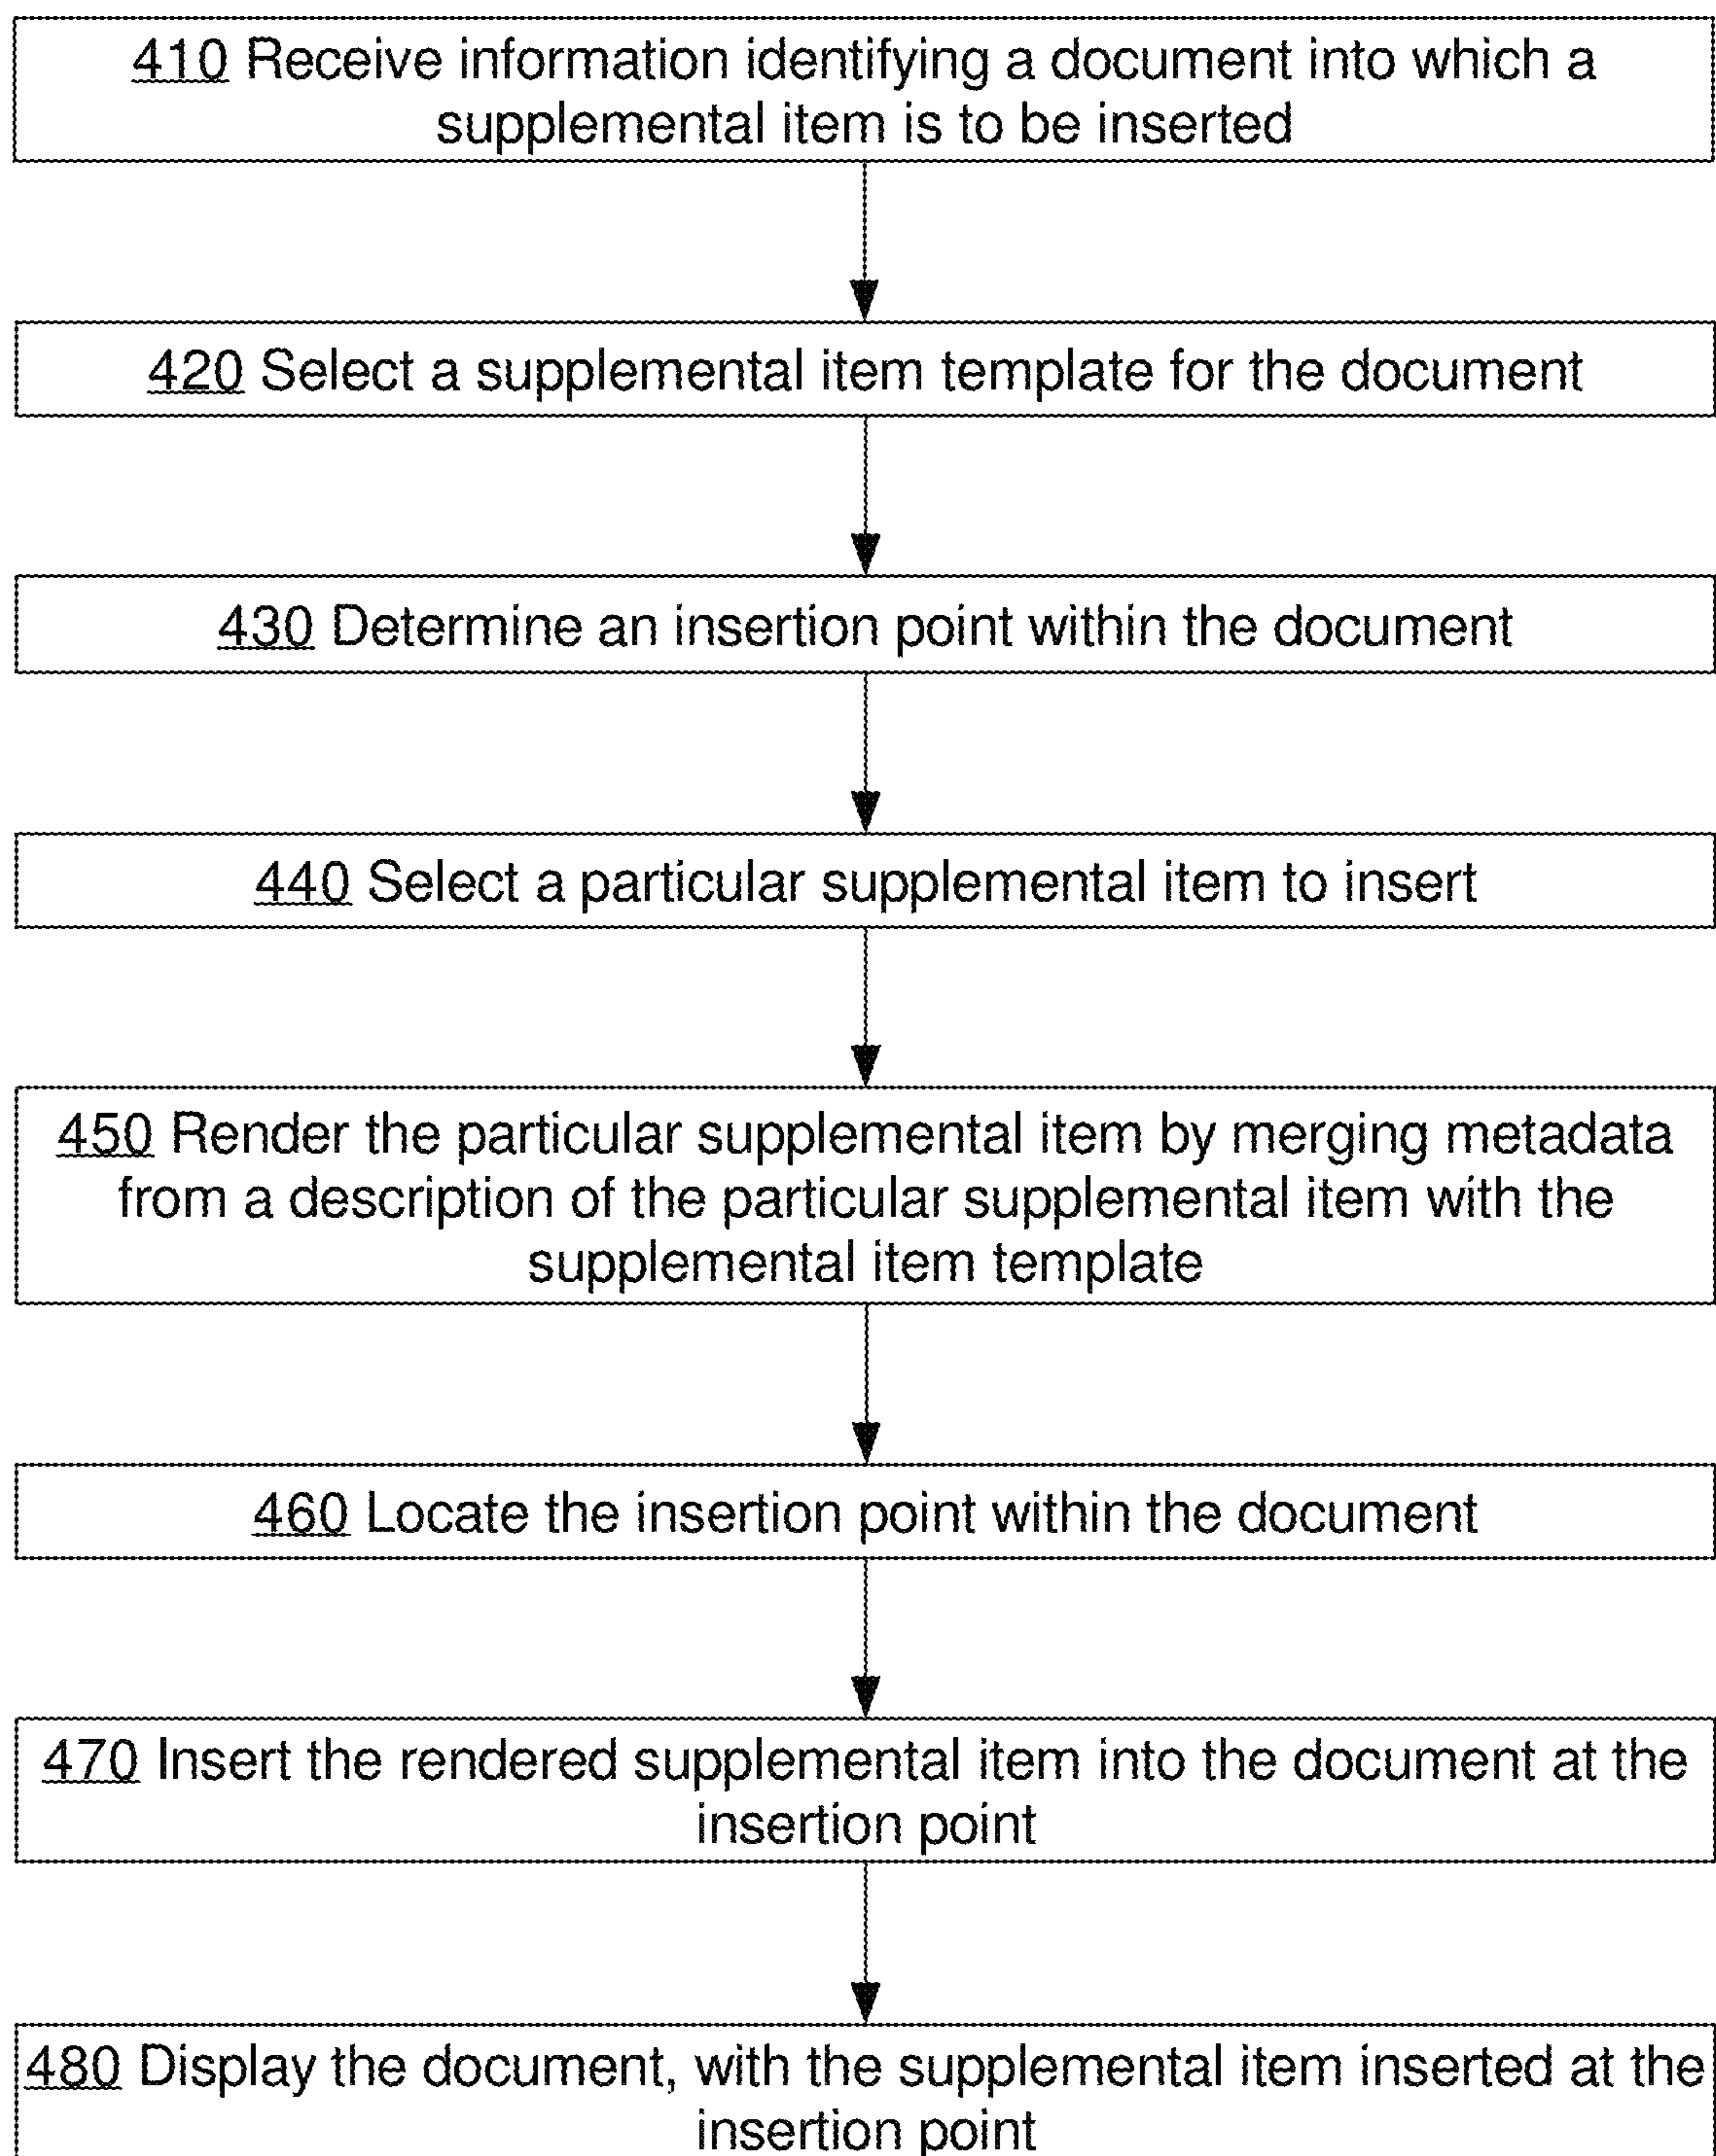 410 Receive information identifying a document into which a
supplemental item is to be inserted
420 Select a supplemental item template for the document
430 Determine an insertion point within the document
440 Select a particular supplemental item to insert
450 Render the particular supplemental item by merging metadata
from a description of the particular supplemental item with the
supplemental item template
460 Locate the insertion point within the document
470 Insert the rendered supplemental item into the document at the
insertion point
480 Display the document, with the supplemental item inserted at the
insertion point